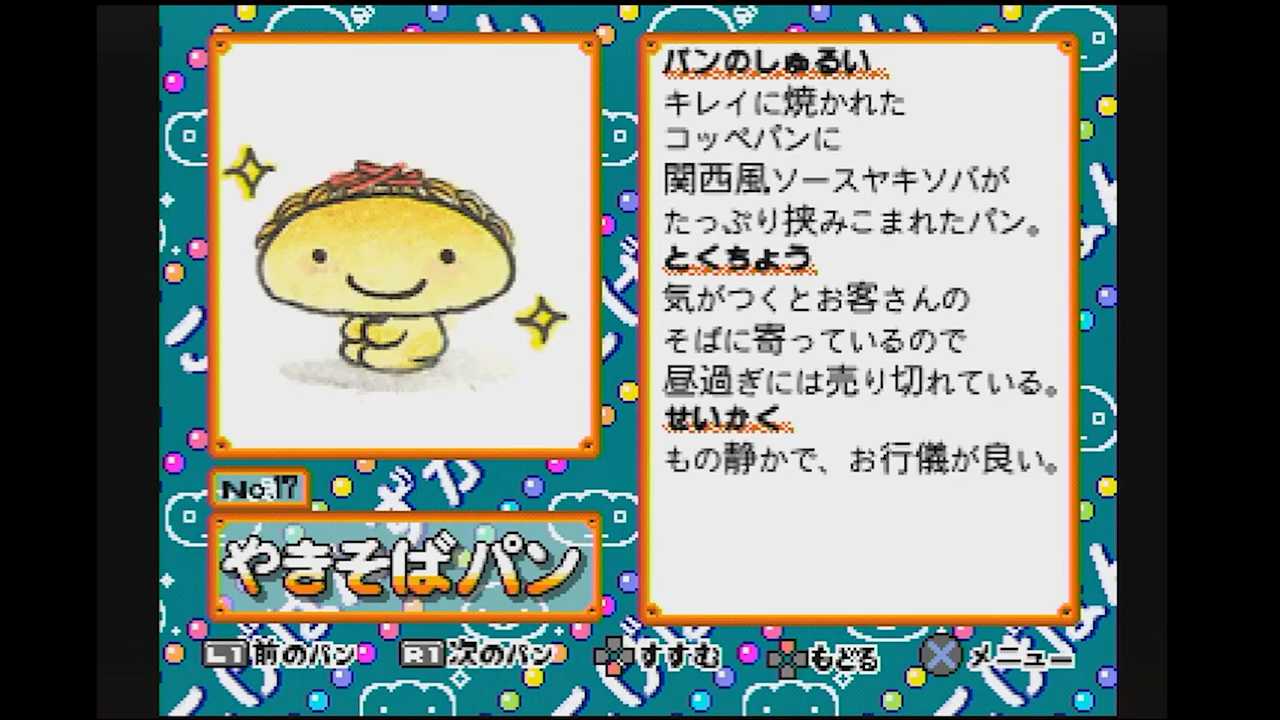 パンのしゅるい
キレイに焼かれた
コッペパンに
関西風ソースヤキソバが
たっぷり挟みこまれたパン。
とくちょう
気がつくとお客さんの
そばに寄っているので
昼過ぎには売り切れている。
せいかく
もの静かで、お行儀が良い。
No.17
やきそばパン
L1 前のパン R1 次のパン すすむ もどる メニュー